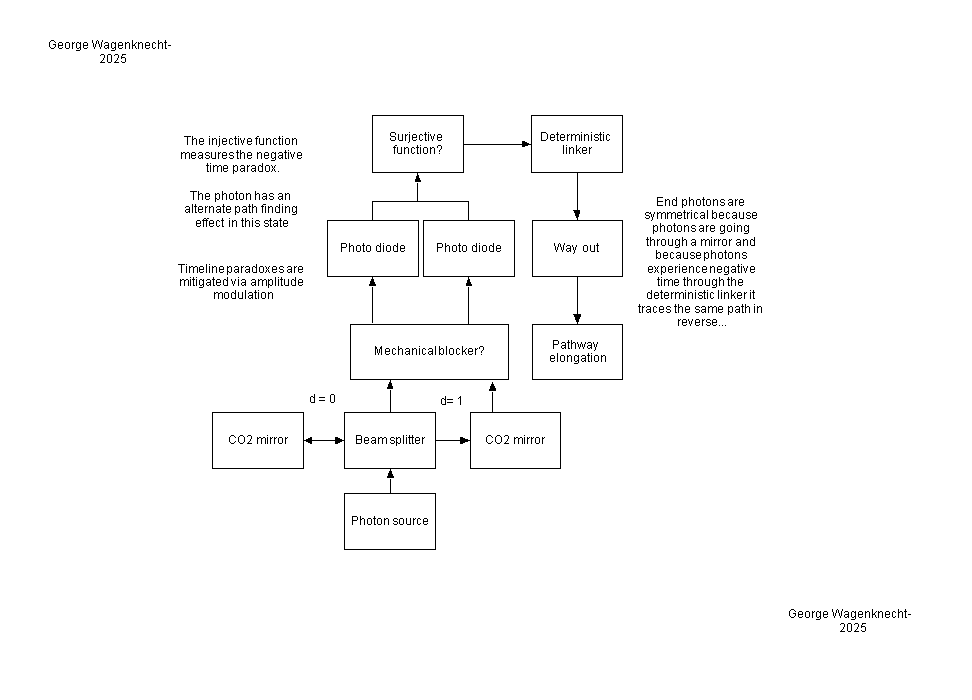 George Wagenknecht-
2025
The injective function
measures the negative
time paradox.
The photon has an
alternate path finding
effect in this state
Timeline paradoxes are
mitigated via amplitude
modulation
Surjective
function?
Deterministic
linker
Photo diode
Photo diode
Way out
End photons are
symmetrical because
photons are going
through a mirror and
because photons
experience negative
time through the
deterministic linker it
traces the same path in
reverse...
Mechanical blocker?
Pathway
elongation
d = 0
d= 1
CO2 mirror
Beam splitter
CO2 mirror
Photon source
George Wagenknecht-
2025